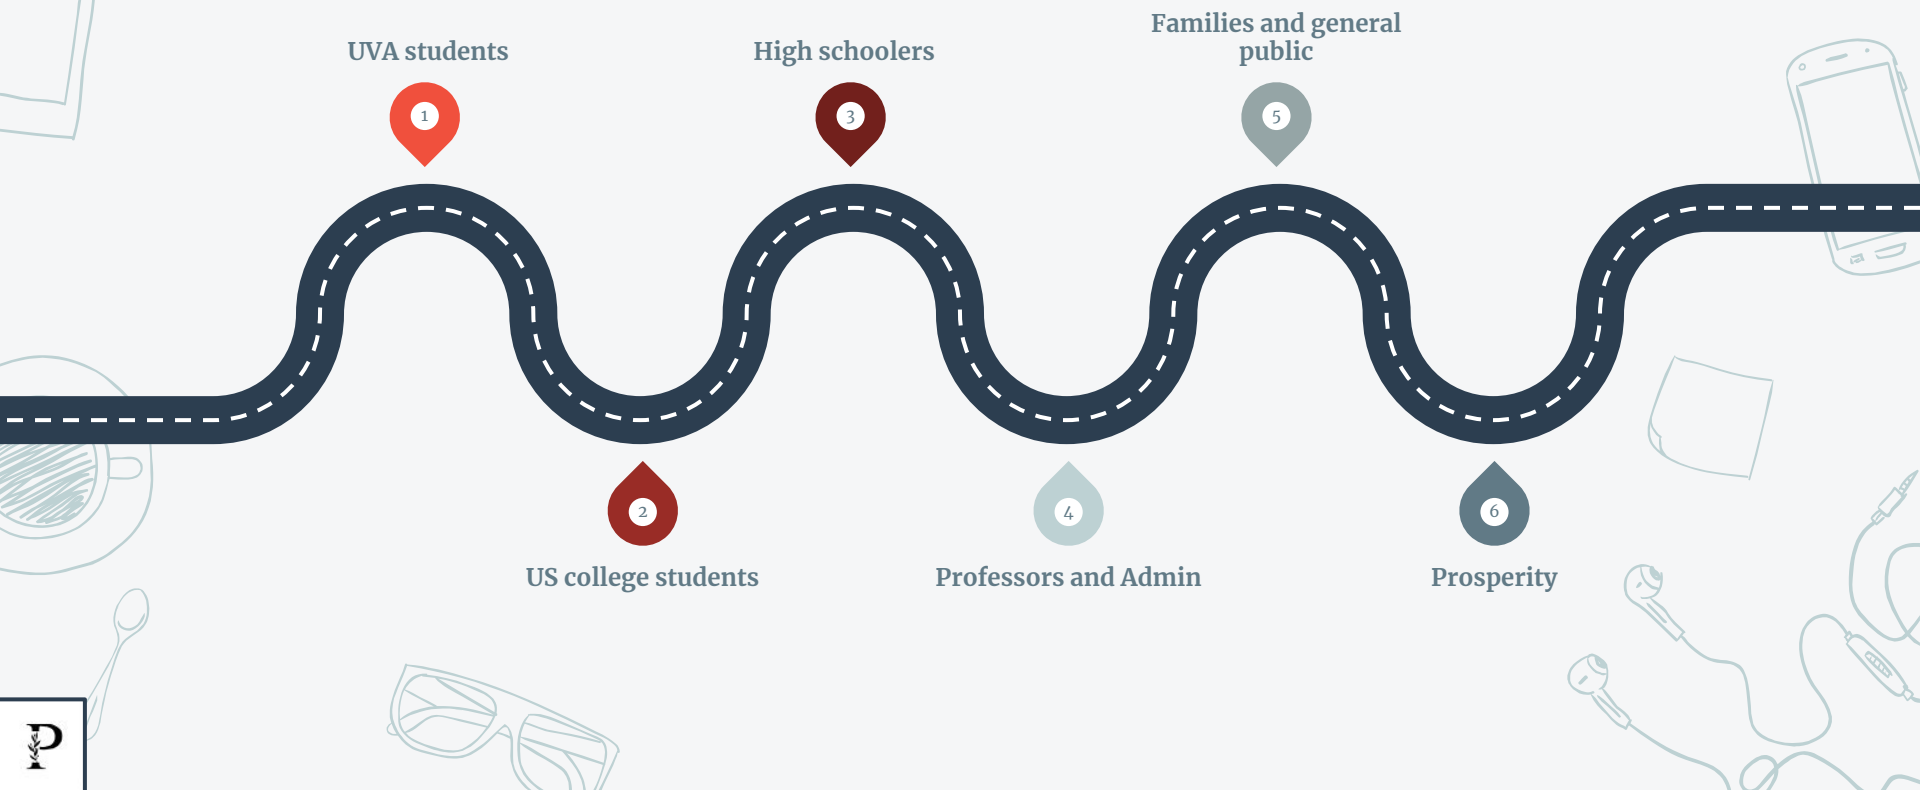 UVA students
1
US college students
2
High schoolers
3
Professors and Admin
4
Families and general
public
5
Prosperity
6
P